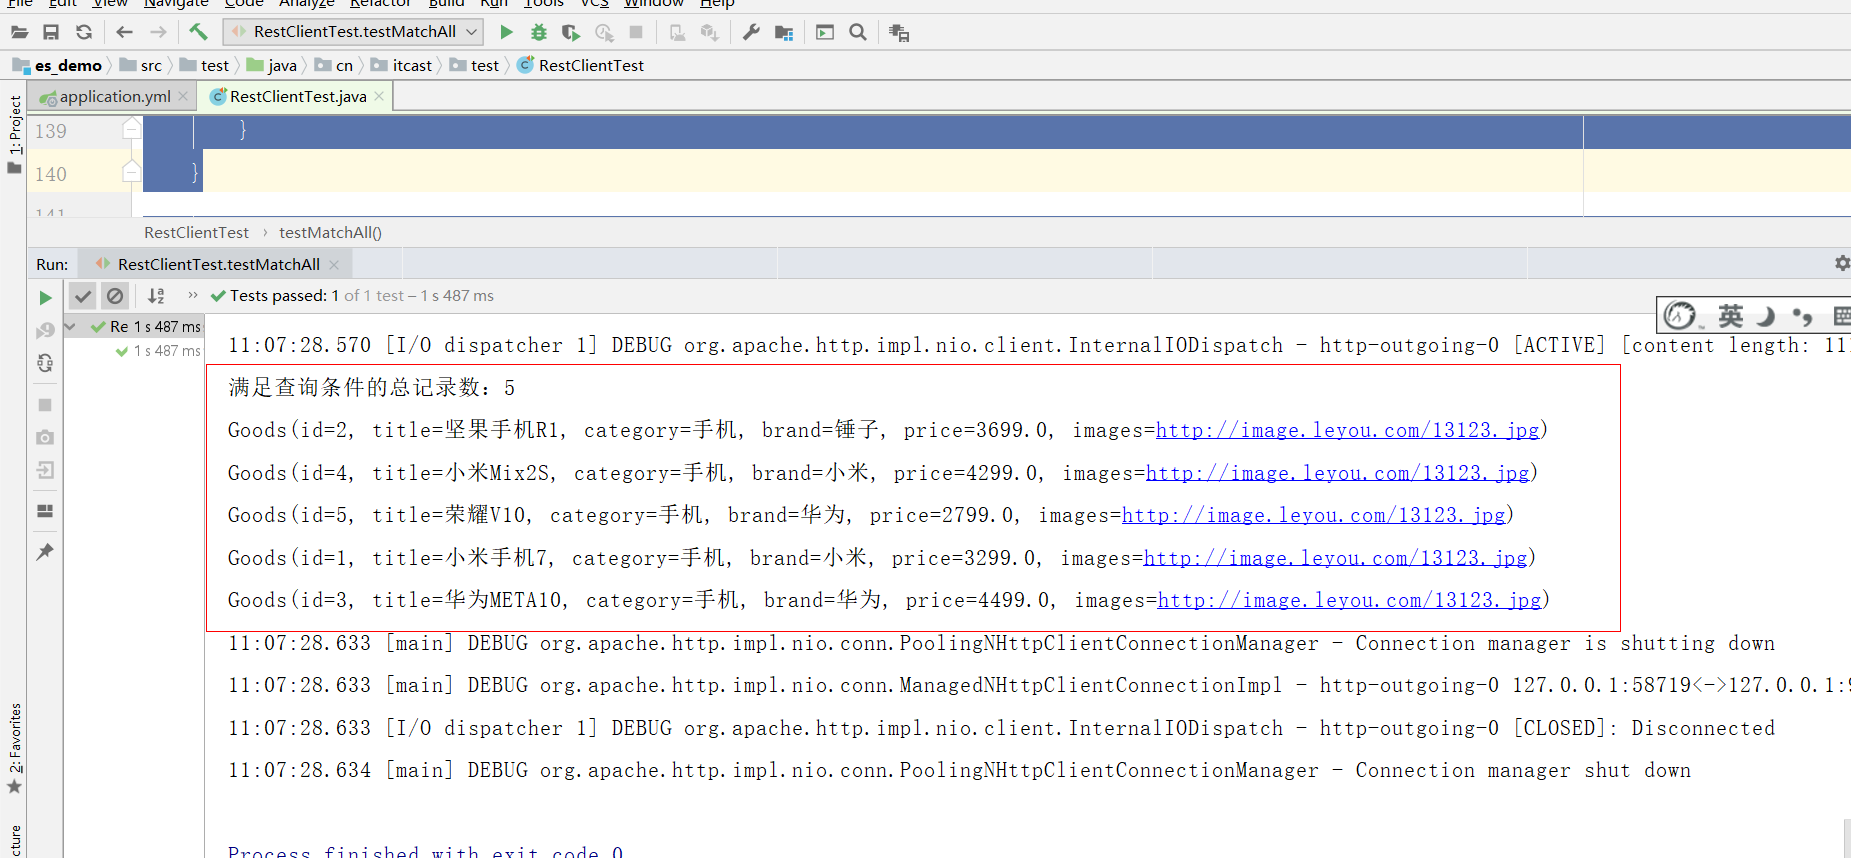 File Edit View Navigate Code Analyze Refactor Build Run Tools VCS Window Help
RestClientTest.testMatchAll
es_demo src test java cn itcast test RestClientTest
application.yml RestClientTest.java
1: Project
139 }
140 }
141
RestClientTest › testMatchAll()
Run: RestClientTest.testMatchAll
» Tests passed: 1 of 1 test – 1 s 487 ms
英
Re 1 s 487 ms
1 s 487 ms
11:07:28.570 [I/O dispatcher 1] DEBUG org.apache.http.impl.nio.client.InternalIODispatch - http-outgoing-0 [ACTIVE] [content length: 11
满足查询条件的总记录数：5
Goods(id=2, title=坚果手机R1, category=手机, brand=锤子, price=3699.0, images=http://image.leyou.com/13123.jpg)
Goods(id=4, title=小米Mix2S, category=手机, brand=小米, price=4299.0, images=http://image.leyou.com/13123.jpg)
Goods(id=5, title=荣耀V10, category=手机, brand=华为, price=2799.0, images=http://image.leyou.com/13123.jpg)
Goods(id=1, title=小米手机7, category=手机, brand=小米, price=3299.0, images=http://image.leyou.com/13123.jpg)
Goods(id=3, title=华为META10, category=手机, brand=华为, price=4499.0, images=http://image.leyou.com/13123.jpg)
11:07:28.633 [main] DEBUG org.apache.http.impl.nio.conn.PoolingNHttpClientConnectionManager - Connection manager is shutting down
11:07:28.633 [main] DEBUG org.apache.http.impl.nio.conn.ManagedNHttpClientConnectionImpl - http-outgoing-0 127.0.0.1:58719<->127.0.0.1:9
11:07:28.633 [I/O dispatcher 1] DEBUG org.apache.http.impl.nio.client.InternalIODispatch - http-outgoing-0 [CLOSED]: Disconnected
11:07:28.634 [main] DEBUG org.apache.http.impl.nio.conn.PoolingNHttpClientConnectionManager - Connection manager shut down
2: Favorites
cture
Process finished with exit code 0